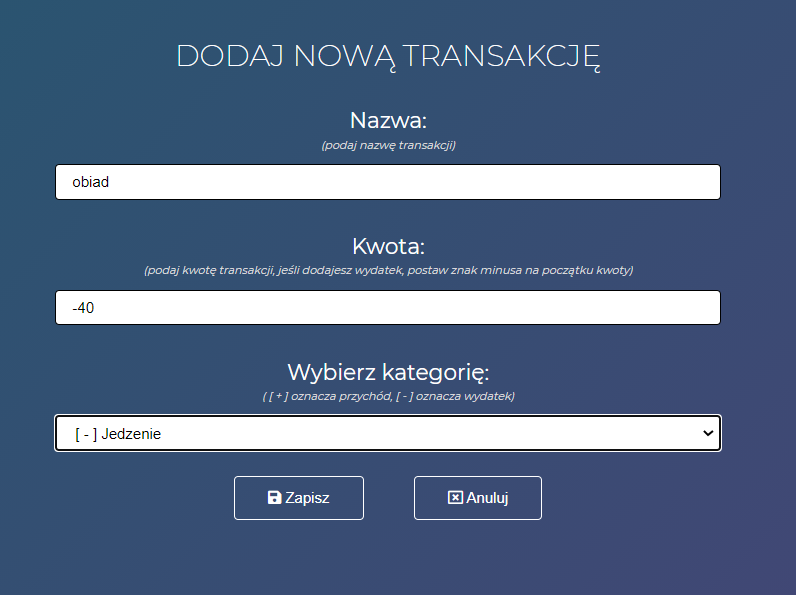 DODAJ NOWĄ TRANSAKCJĘ
Nazwa:
(podaj nazwę transakcji)
obiad
Kwota:
(podaj kwotę transakcji, jeśli dodajesz wydatek, postaw znak minusa na początku kwoty)
-40
Wybierz kategorię:
( [ + ] oznacza przychód, [ - ] oznacza wydatek)
[ - ] Jedzenie
Zapisz
Anuluj